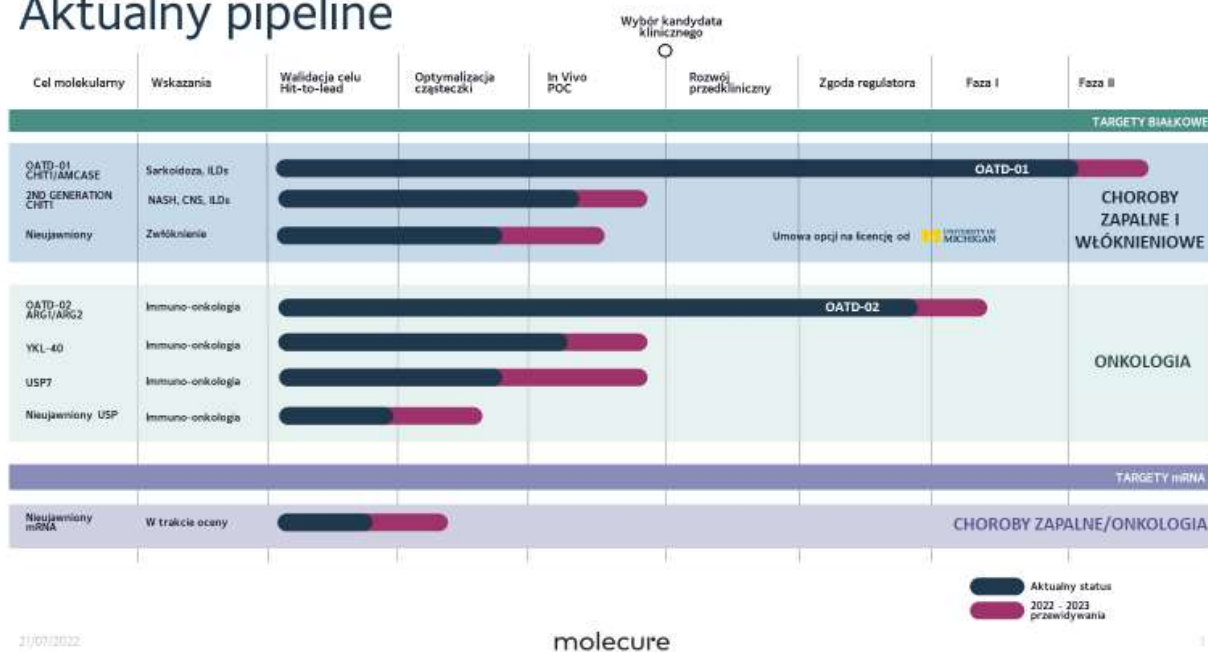 Aktualny pipeline
Wybór kandydata
klinicznego
Cel molekularny
Wskazania
Walidacja celu
Hit-to-lead
Optymalizacja
cząsteczki
In Vivo
POC
Rozwój
przedkliniczny
Zgoda regulatora
Faza I
Faza II
TARGETY BIAŁKOWE
OATD-01
CHIT1/AMCASE
Sarkoidoza, ILDs
OATD-01
2ND GENERATION
CHIT1
NASH, CNS, ILDs
Nieujawniony
Zwłóknienie
Umowa opcji na licencję od
UNIVERSITY OF
MICHIGAN
CHOROBY
ZAPALNE I
WŁÓKNIENIOWE
OATD-02
ARG1/ARG2
Immuno-onkologia
OATD-02
YKL-40
Immuno-onkologia
USP7
Immuno-onkologia
Nieujawniony USP
Immuno-onkologia
ONKOLOGIA
TARGETY mRNA
Nieujawniony
mRNA
W trakcie oceny
CHOROBY ZAPALNE/ONKOLOGIA
Aktualny status
2022 - 2023
przewidywania
21/07/2022
molecure